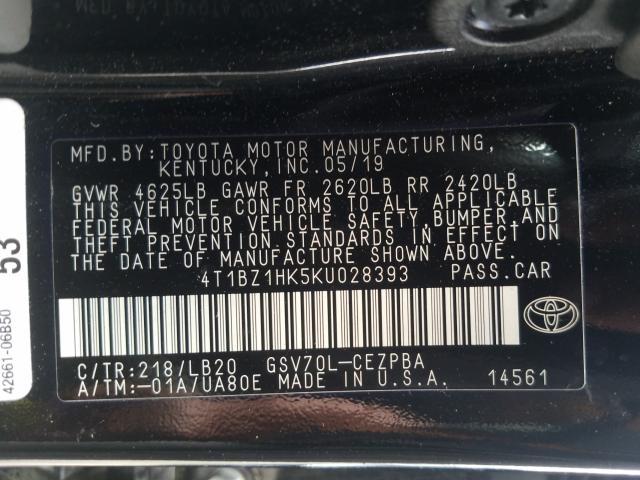 MFD. BY: TOYOTA MOTOR MANUFACTURING,
KENTUCKY, INC. 05/19
GVWR 4625LB GAWR FR 2620LB RR 2420LB
THIS VEHICLE CONFORMS TO ALL APPLICABLE
FEDERAL MOTOR VEHICLE SAFETY, BUMPER, AND
THEFT PREVENTION STANDARDS IN EFFECT ON
THE DATE OF MANUFACTURE SHOWN ABOVE.
4T1BZ1HK5KU028393 PASS. CAR
C/TR: 218/LB20 GSV70L-CEZPBA
A/TM: -01A/UA80E MADE IN U.S.A. 14561
53
42661-06B50